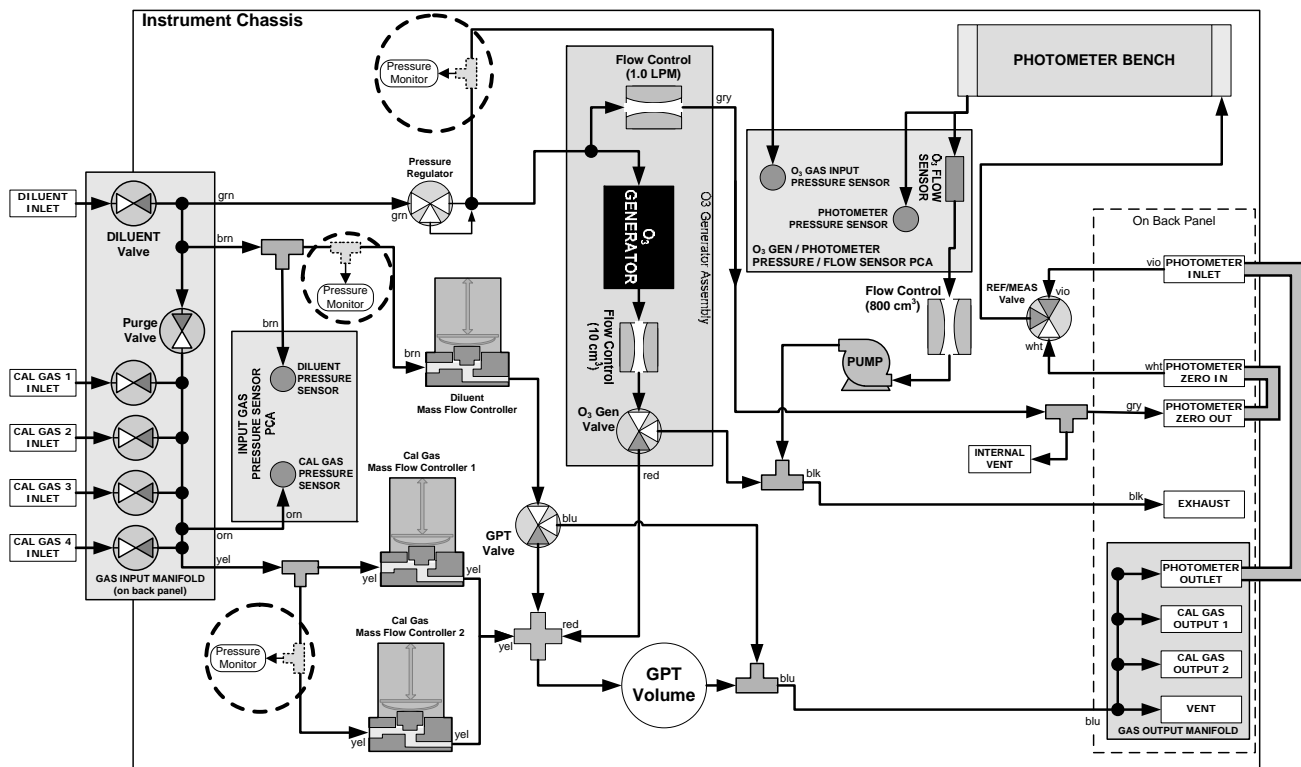 Instrument Chassis
Pressure
Monitor
Flow Control
(1.0 LPM)
gry
PHOTOMETER BENCH
Pressure
Regulator
grn
grn
DILUENT
INLET
DILUENT
Valve
brn
Pressure
Monitor
O3
GENERATOR
O3 Generator Assembly
O3 GAS INPUT
PRESSURE SENSOR
O3 FLOW
SENSOR
PHOTOMETER
PRESSURE SENSOR
O3 GEN / PHOTOMETER
PRESSURE / FLOW SENSOR PCA
On Back Panel
vio
PHOTOMETER
INLET
REF/MEAS
Valve
vio
wht
wht
PHOTOMETER
ZERO IN
gry
PHOTOMETER
ZERO OUT
Flow Control
(800 cm3)
PUMP
Purge
Valve
brn
brn
Diluent
Mass Flow Controller
Flow Control
(10 cm3)
O3 Gen
Valve
CAL GAS 1
INLET
CAL GAS 2
INLET
CAL GAS 3
INLET
CAL GAS 4
INLET
DILUENT
PRESSURE
SENSOR
INPUT GAS
PRESSURE SENSOR
PCA
CAL GAS
PRESSURE
SENSOR
orn
orn
yel
GAS INPUT MANIFOLD
(on back panel)
Cal Gas
Mass Flow Controller 1
yel
yel
red
INTERNAL
VENT
blk
blk
EXHAUST
GPT
Valve
blu
Cal Gas
Mass Flow Controller 2
yel
yel
yel
red
Pressure
Monitor
GPT
Volume
blu
blu
PHOTOMETER
OUTLET
CAL GAS
OUTPUT 1
CAL GAS
OUTPUT 2
VENT
GAS OUTPUT MANIFOLD